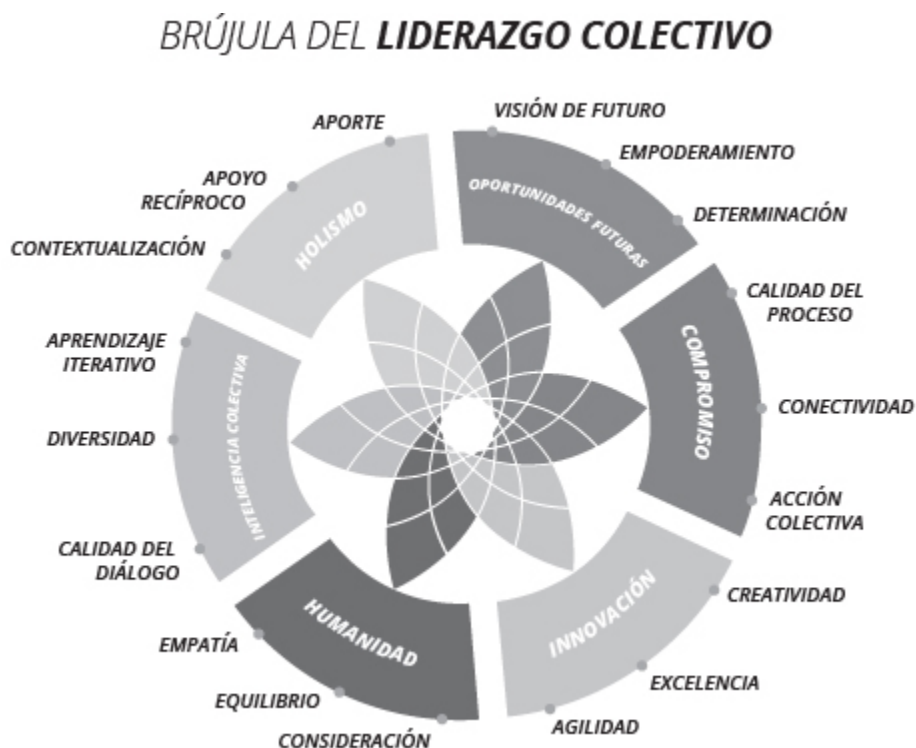 BRÚJULA DEL LIDERAZGO COLECTIVO
VISIÓN DE FUTURO
EMPODERAMIENTO
DETERMINACIÓN
OPORTUNIDADES FUTURAS
CALIDAD DEL
PROCESO
CONECTIVIDAD
ACCIÓN
COLECTIVA
COMPROMISO
CREATIVIDAD
EXCELENCIA
AGILIDAD
INNOVACIÓN
CONSIDERACIÓN
EQUILIBRIO
EMPATÍA
HUMANIDAD
CALIDAD DEL
DIÁLOGO
DIVERSIDAD
APRENDIZAJE
ITERATIVO
INTELIGENCIA COLECTIVA
CONTEXTUALIZACIÓN
APOYO
RECÍPROCO
APORTE
HOLISMO